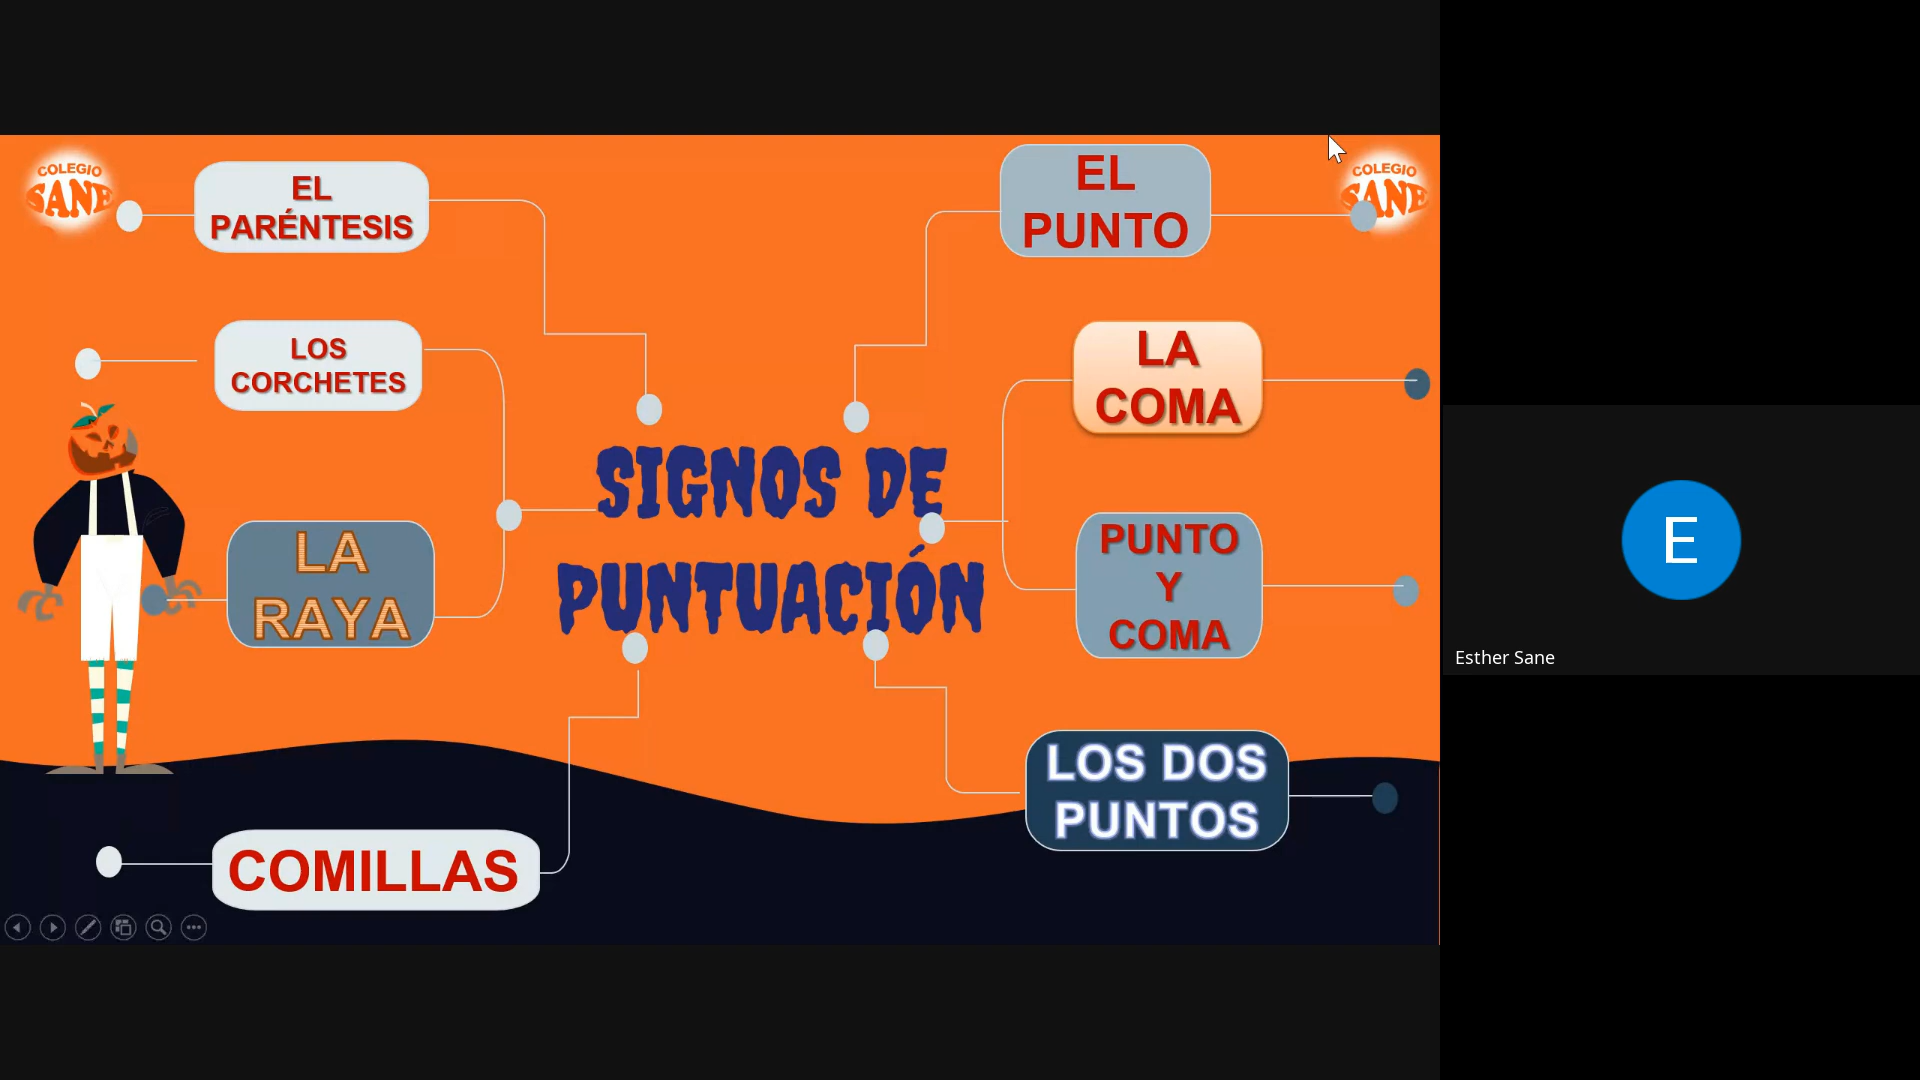 COLEGIO
SANE
EL
PARÉNTESIS
EL
PUNTO
COLEGIO
SANE
LOS
CORCHETES
LA
COMA
SIGNOS DE
PUNTUACIÓN
LA
RAYA
PUNTO
Y
COMA
LOS DOS
PUNTOS
COMILLAS
E
Esther Sane